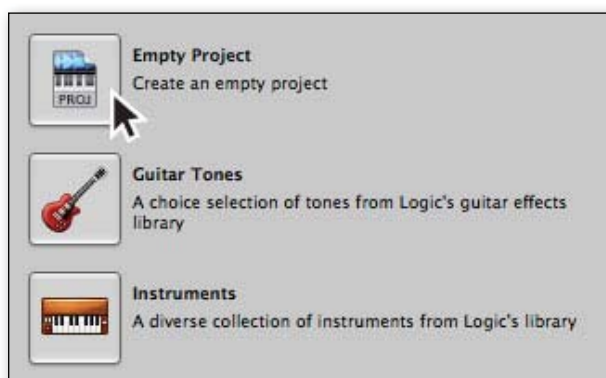 Empty Project
Create an empty project
PROJ
Guitar Tones
A choice selection of tones from Logic's guitar effects
library
Instruments
A diverse collection of instruments from Logic's library